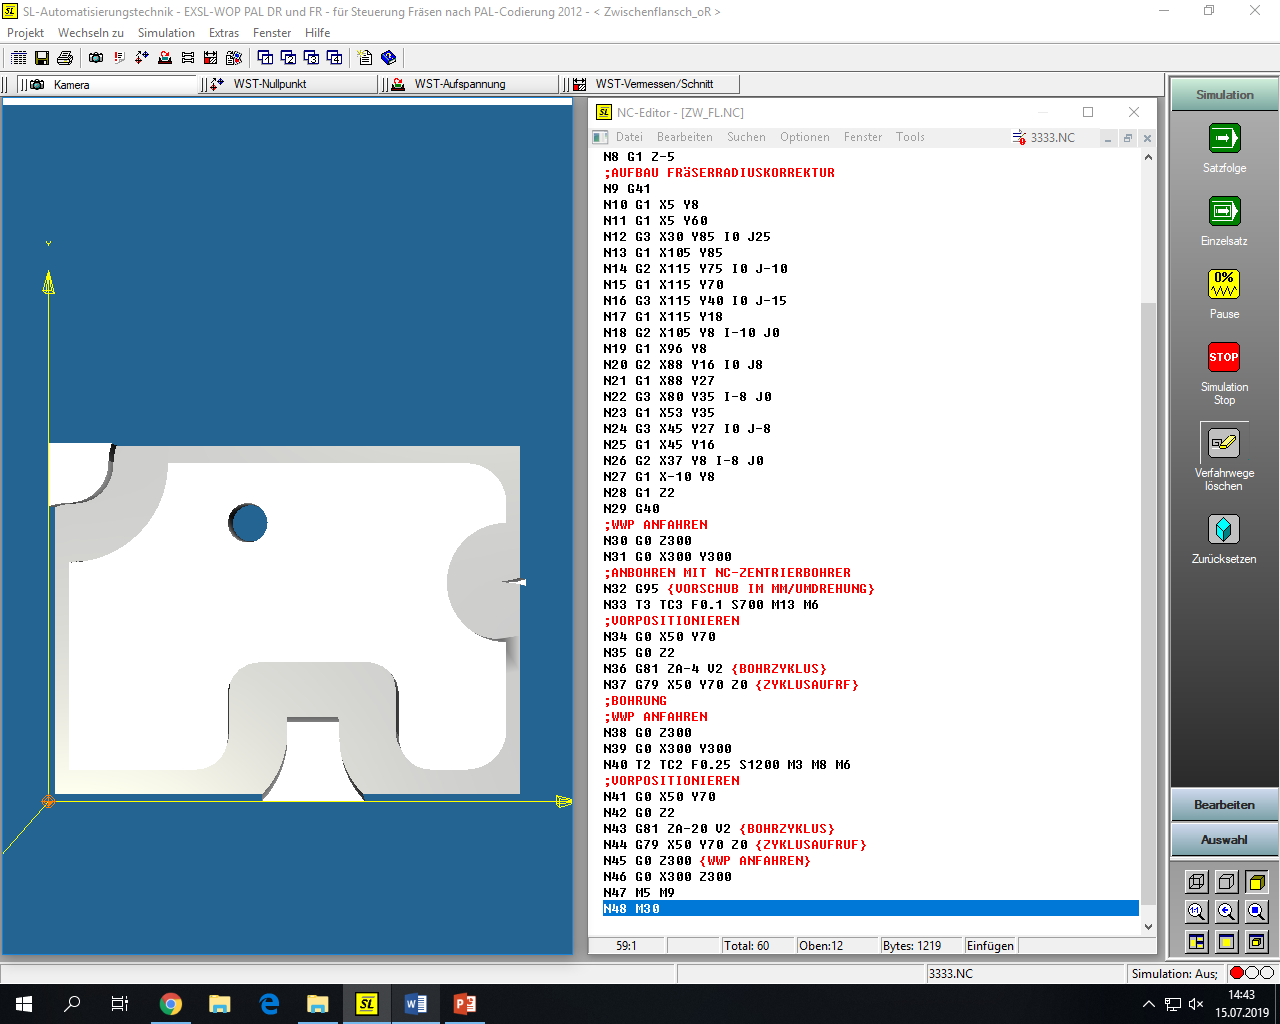 SL-Automatisierungstechnik - EXSL-WOP PAL DR und FR - für Steuerung Fräsen nach PAL-Codierung 2012 - < Zwischenflansch_oR >
Projekt Wechseln zu Simulation Extras Fenster Hilfe
Kamera WST-Nullpunkt WST-Aufspannung WST-Vermessen/Schnitt
NC-Editor - [ZW_FL.NC]
Datei Bearbeiten Suchen Optionen Fenster Tools 3333.NC
N8 G1 Z-5
;AUFBAU FRäSERRADIUSKORREKTUR
N9 G41
N10 G1 X5 Y8
N11 G1 X5 Y60
N12 G3 X30 Y85 I0 J25
N13 G1 X105 Y85
N14 G2 X115 Y75 I0 J-10
N15 G1 X115 Y70
N16 G3 X115 Y40 I0 J-15
N17 G1 X115 Y18
N18 G2 X105 Y8 I-10 J0
N19 G1 X96 Y8
N20 G2 X88 Y16 I0 J8
N21 G1 X88 Y27
N22 G3 X80 Y35 I-8 J0
N23 G1 X53 Y35
N24 G3 X45 Y27 I0 J-8
N25 G1 X45 Y16
N26 G2 X37 Y8 I-8 J0
N27 G1 X-10 Y8
N28 G1 Z2
N29 G40
;WWP ANFAHREN
N30 G0 Z300
N31 G0 X300 Y300
;ANBOHREN MIT NC-ZENTRIERBOHRER
N32 G95 {VORSCHUB IM MM/UMDREHUNG}
N33 T3 TC3 F0.1 S700 M13 M6
;VORPOSITIONIEREN
N34 G0 X50 Y70
N35 G0 Z2
N36 G81 ZA-4 V2 {BOHRZYKLUS}
N37 G79 X50 Y70 Z0 {ZYKLUSAUFRF}
;BOHRUNG
;WWP ANFAHREN
N38 G0 Z300
N39 G0 X300 Y300
N40 T2 TC2 F0.25 S1200 M3 M8 M6
;VORPOSITIONIEREN
N41 G0 X50 Y70
N42 G0 Z2
N43 G81 ZA-20 V2 {BOHRZYKLUS}
N44 G79 X50 Y70 Z0 {ZYKLUSAUFRUF}
N45 G0 Z300 {WWP ANFAHREN}
N46 G0 X300 Z300
N47 M5 M9
N48 M30
59:1 Total: 60 Oben:12 Bytes: 1219 Einfügen
Simulation
Satzfolge
Einzelsatz
0%
Pause
STOP
Simulation
Stop
Verfahrwege
löschen
Zurücksetzen
Bearbeiten
Auswahl
3333.NC Simulation: Aus;
14:43
15.07.2019